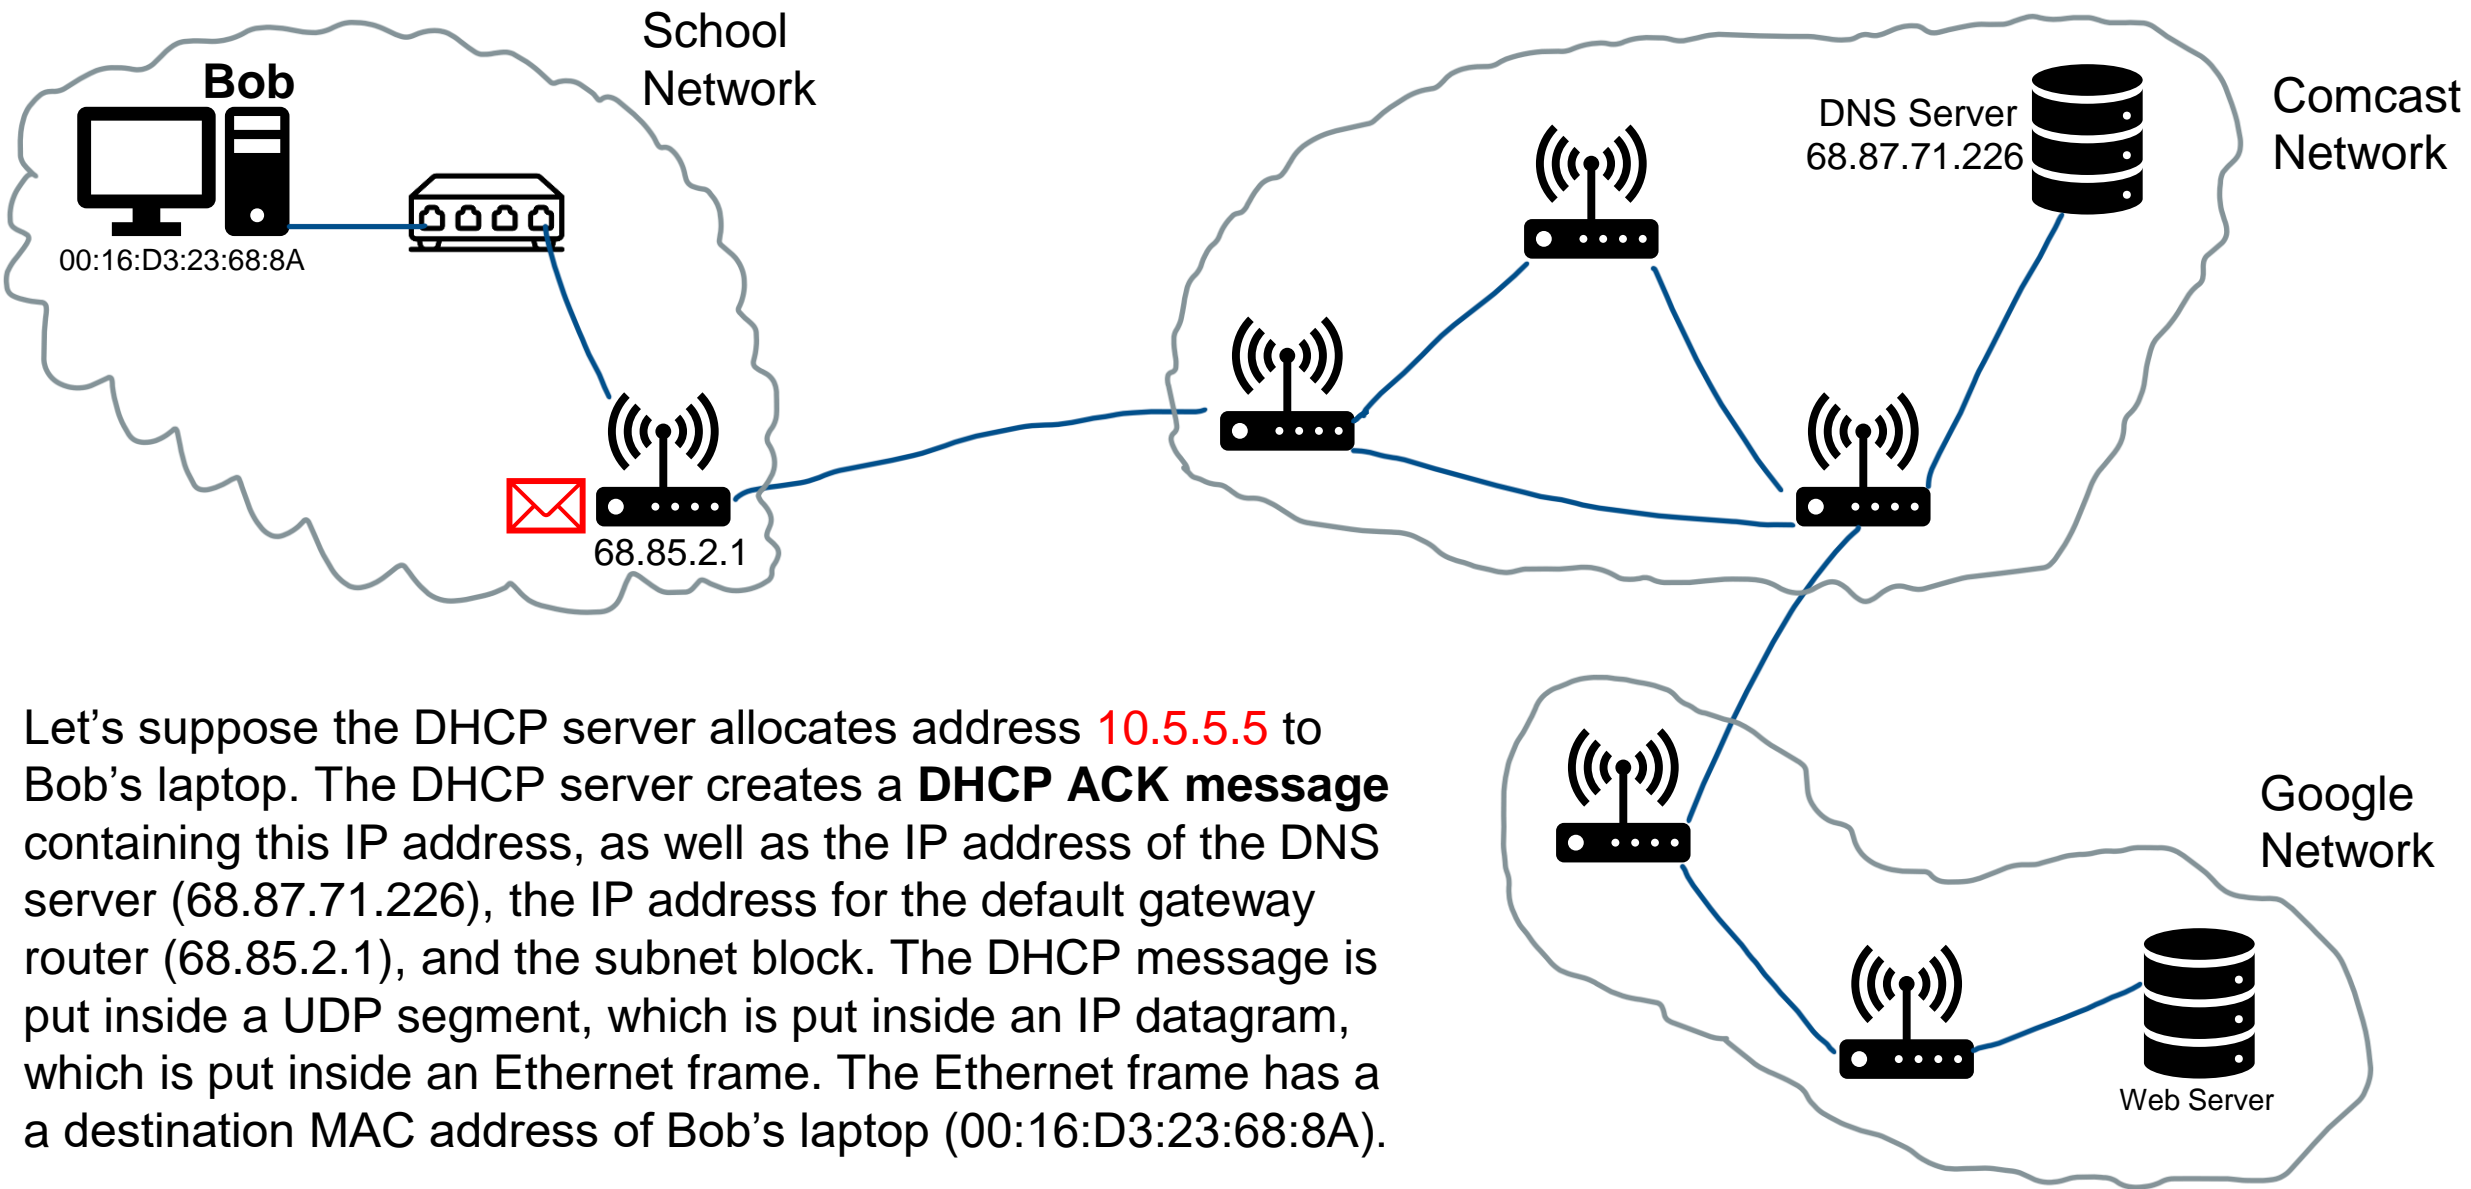 School
Network
Bob
00:16:D3:23:68:8A
68.85.2.1
DNS Server
68.87.71.226
Comcast
Network
Let’s suppose the DHCP server allocates address 10.5.5.5 to
Bob’s laptop. The DHCP server creates a DHCP ACK message
containing this IP address, as well as the IP address of the DNS
server (68.87.71.226), the IP address for the default gateway
router (68.85.2.1), and the subnet block. The DHCP message is
put inside a UDP segment, which is put inside an IP datagram,
which is put inside an Ethernet frame. The Ethernet frame has a
a destination MAC address of Bob’s laptop (00:16:D3:23:68:8A).
Google
Network
Web Server